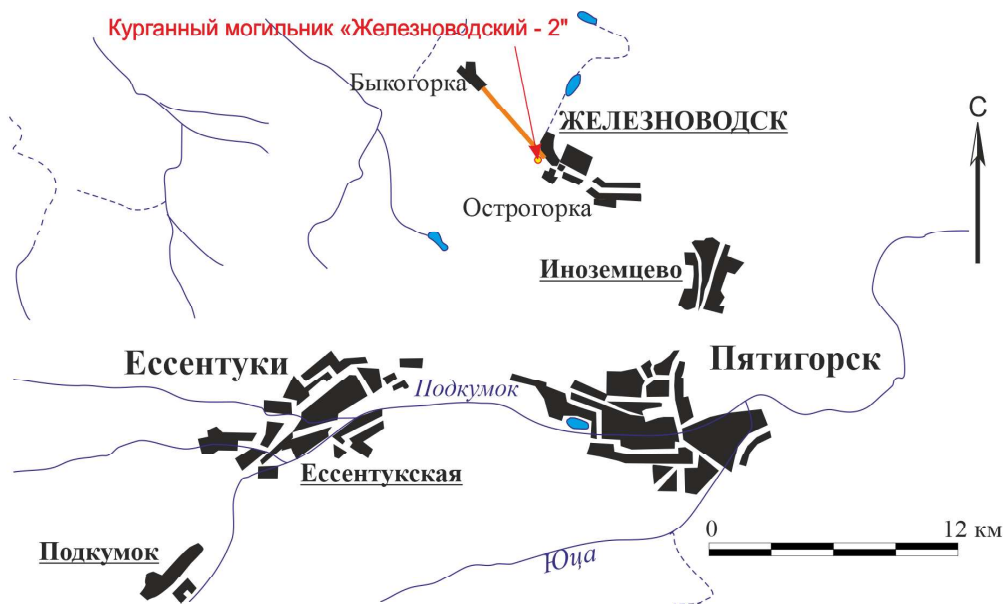 Курганный могильник «Железноводский - 2"
Быкогорка
ЖЕЛЕЗНОВОДСК
С
Острогорка
Иноземцево
Ессентуки
Пятигорск
Подкумок
Ессентукская
0 12 км
Подкумок
Юца